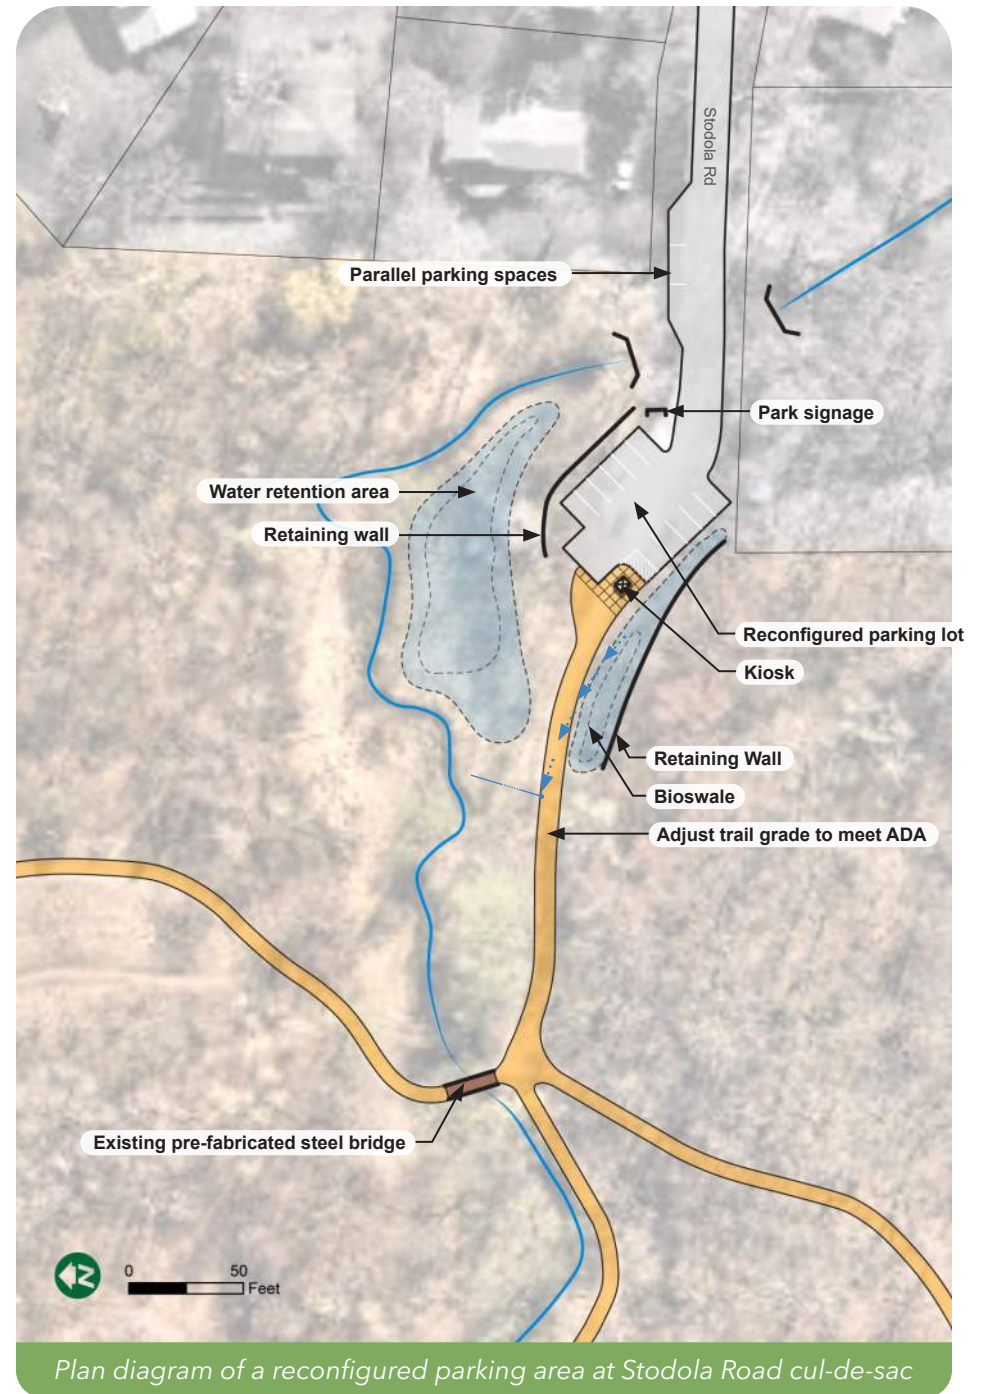 Stodola Rd
Parallel parking spaces
Park signage
Water retention area
Retaining wall
Reconfigured parking lot
Kiosk
Retaining Wall
Bioswale
Adjust trail grade to meet ADA
Existing pre-fabricated steel bridge
N
0 50
Feet
Plan diagram of a reconfigured parking area at Stodola Road cul-de-sac